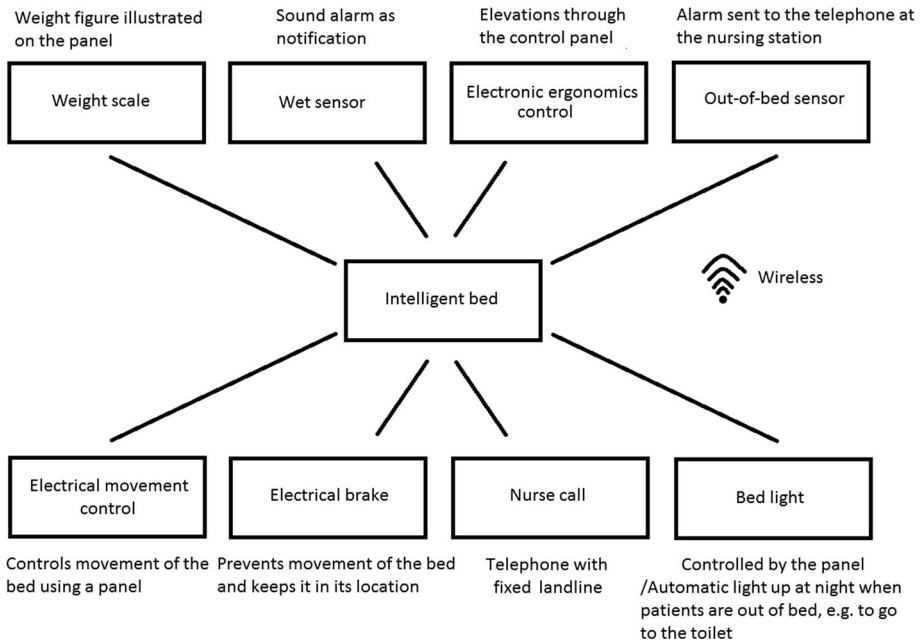 Weight figure illustrated
on the panel
Sound alarm as
notification
Elevations through
the control panel
Alarm sent to the telephone at
the nursing station
Weight scale
Wet sensor
Electronic ergonomics
control
Out-of-bed sensor
Intelligent bed
Wireless
Electrical movement
control
Electrical brake
Nurse call
Bed light
Controls movement of the
bed using a panel
Prevents movement of the bed
and keeps it in its location
Telephone with
fixed landline
Controlled by the panel
/Automatic light up at night when
patients are out of bed, e.g. to go
to the toilet